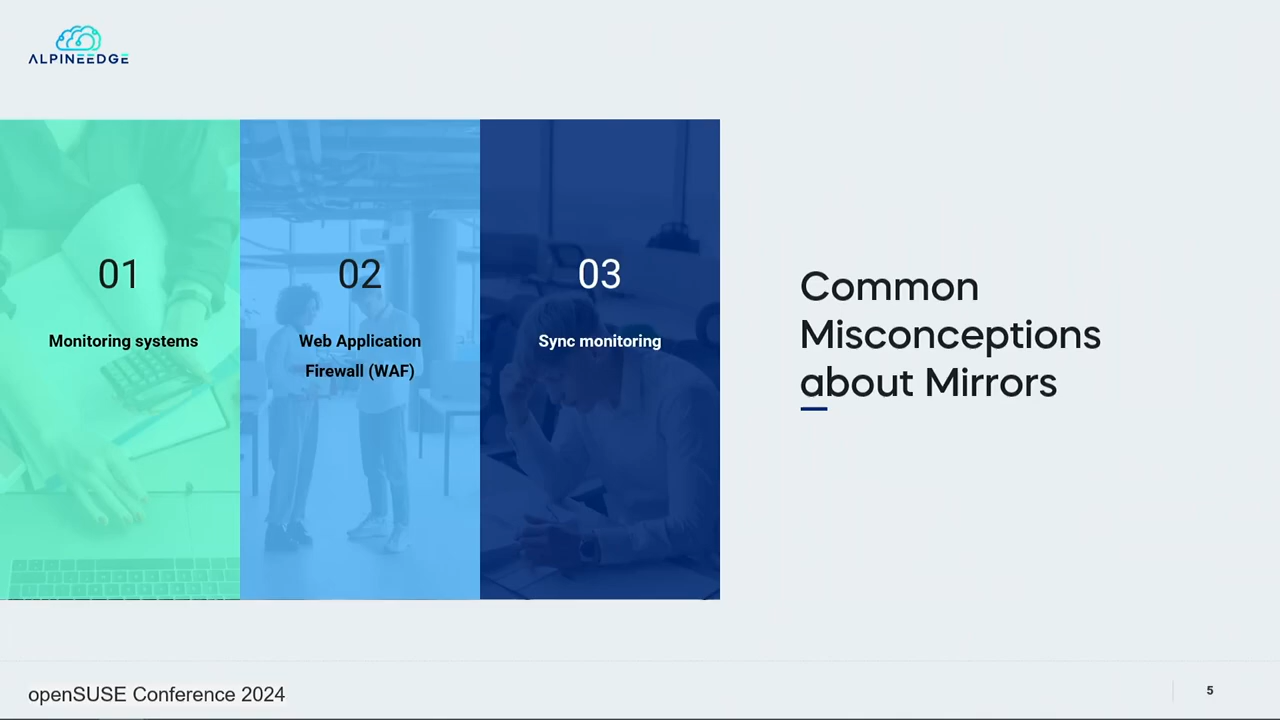 ALPINEEDGE
01
Monitoring systems
02
Web Application
Firewall (WAF)
03
Sync monitoring
Common
Misconceptions
about Mirrors
openSUSE Conference 2024
5